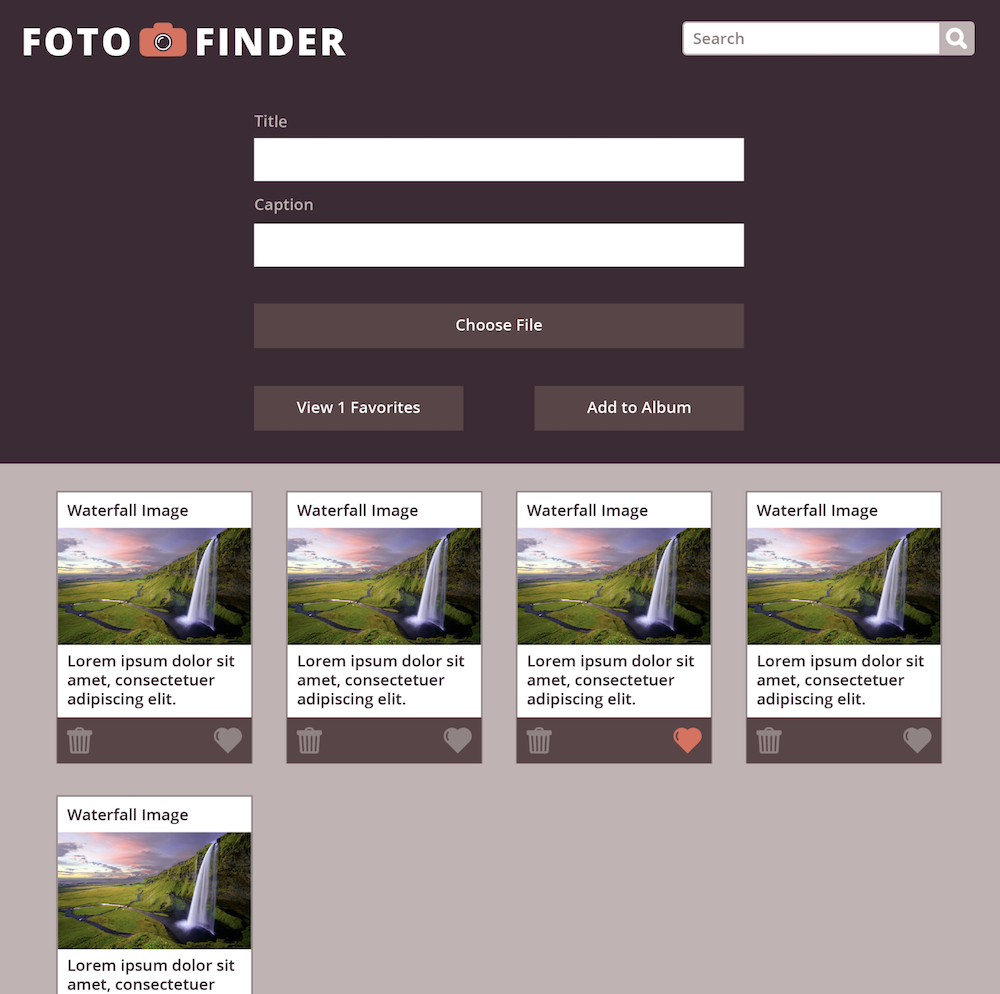 FOTO FINDER
Search
Title
Caption
Choose File
View 1 Favorites
Add to Album
Waterfall Image
Lorem ipsum dolor sit
amet, consectetuer
adipiscing elit.
Waterfall Image
Lorem ipsum dolor sit
amet, consectetuer
adipiscing elit.
Waterfall Image
Lorem ipsum dolor sit
amet, consectetuer
adipiscing elit.
Waterfall Image
Lorem ipsum dolor sit
amet, consectetuer
adipiscing elit.
Waterfall Image
Lorem ipsum dolor sit
amet, consectetuer